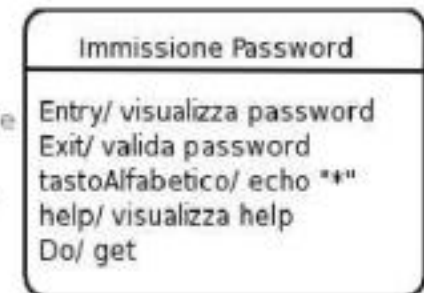 Immissione Password
Entry/ visualizza password
Exit/ valida password
tastoAlfabetico/ echo "*"
help/ visualizza help
Do/ get